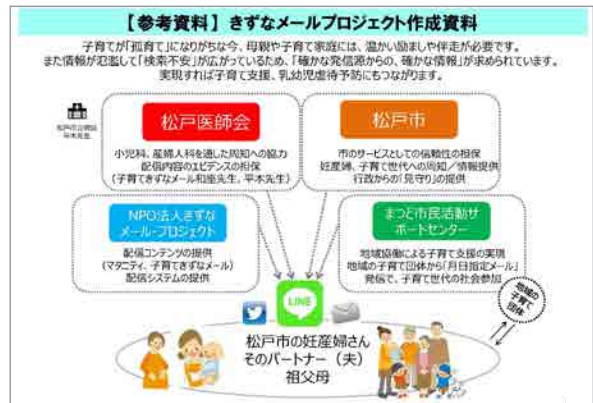 【参考資料】きずなメールプロジェクト作成資料
子育てが「孤育て」になりがちな今、母親や子育て家庭には、温かい励ましや伴走が必要です。
また情報が氾濫して「検索不安」が広がっているため、「確かな発信源からの、確かな情報」が求められています。
実現すれば子育て支援、乳幼児虐待予防にもつながります。
平木先生
松戸医師会
小児科、産婦人科を通した周知への協力
配信内容のエビデンスの担保
(子育てきずなメール和座先生、平木先生)
松戸市
市のサービスとしての信頼性の担保
妊産婦、子育て世代への周知/情報提供
行政からの「見守り」の提供
NPO法人きずな
メール・プロジェクト
配信コンテンツの提供
(マタニティ、子育てきずなメール)
配信システムの提供
まつど市民活動サ
ポートセンター
地域協働による子育て支援の実現
地域の子育て団体から「月日指定メール」
発信で、子育て世代の社会参加
地域の
子育て
団体
LINE
松戸市の妊産婦さん
そのパートナー(夫)
祖父母